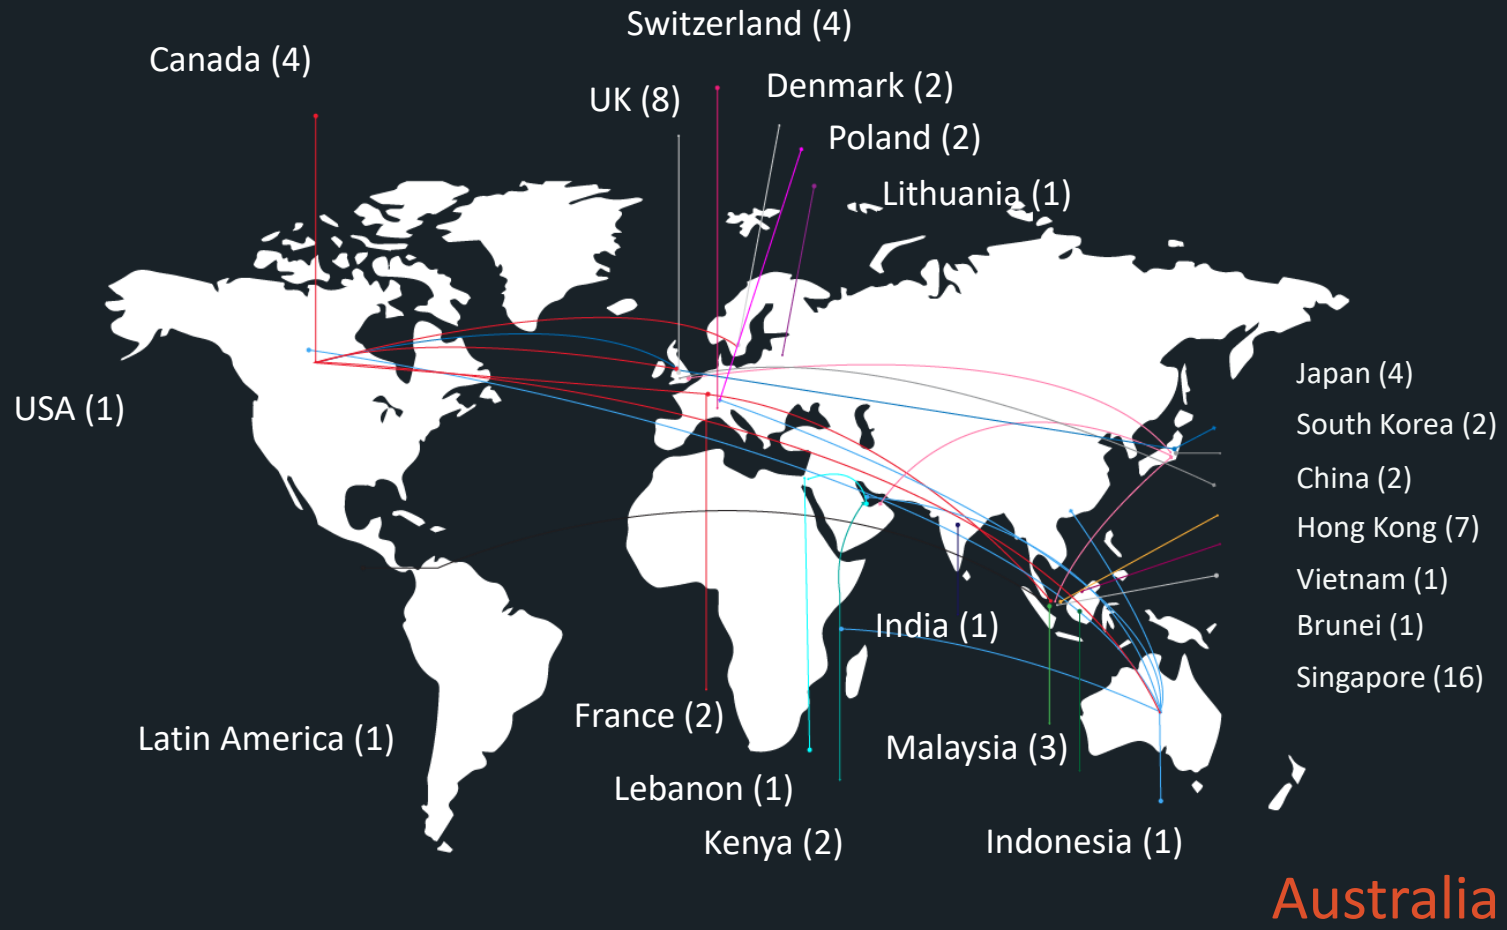 Switzerland (4)
Canada (4)
Denmark (2)
UK (8)
Poland (2)
Lithuania (1)
Japan (4)
USA (1)
South Korea (2)
China (2)
Hong Kong (7)
Vietnam (1)
India (1)
Brunei (1)
Singapore (16)
France (2)
Latin America (1)
Malaysia (3)
Lebanon (1)
Kenya (2)
Indonesia (1)
Australia